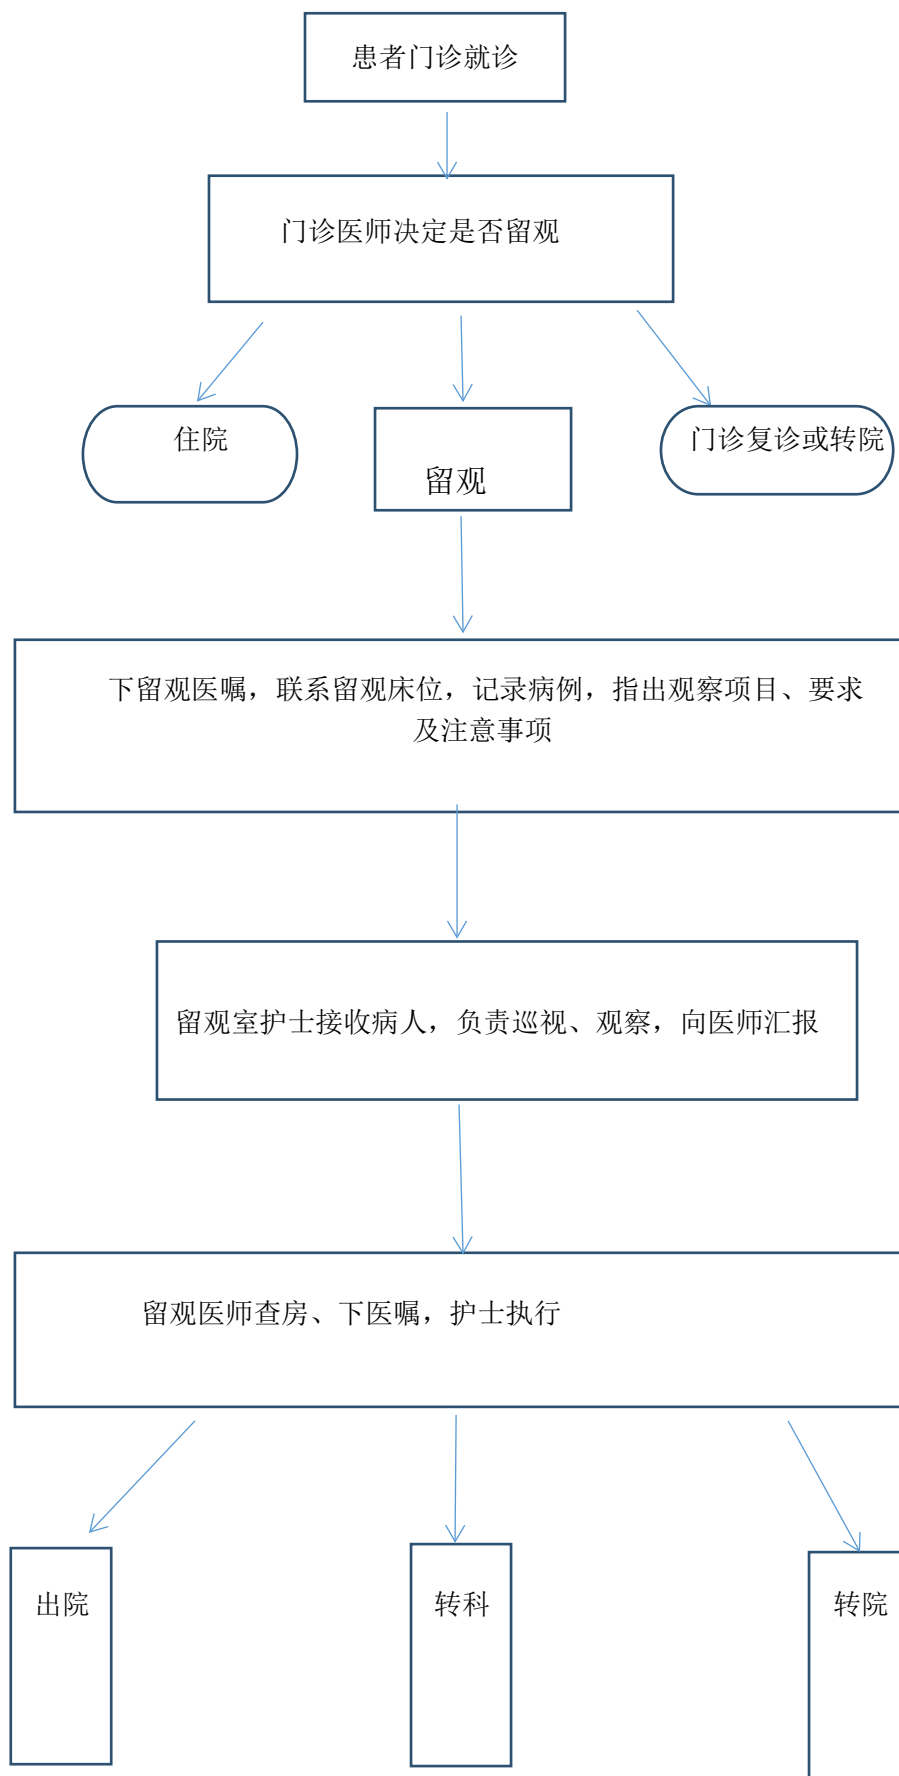 患者门诊就诊
门诊医师决定是否留观
住院
留观
门诊复诊或转院
下留观医嘱，联系留观床位，记录病例，指出观察项目、要求
及注意事项
留观室护士接收病人，负责巡视、观察，向医师汇报
留观医师查房、下医嘱，护士执行
出院
转科
转院